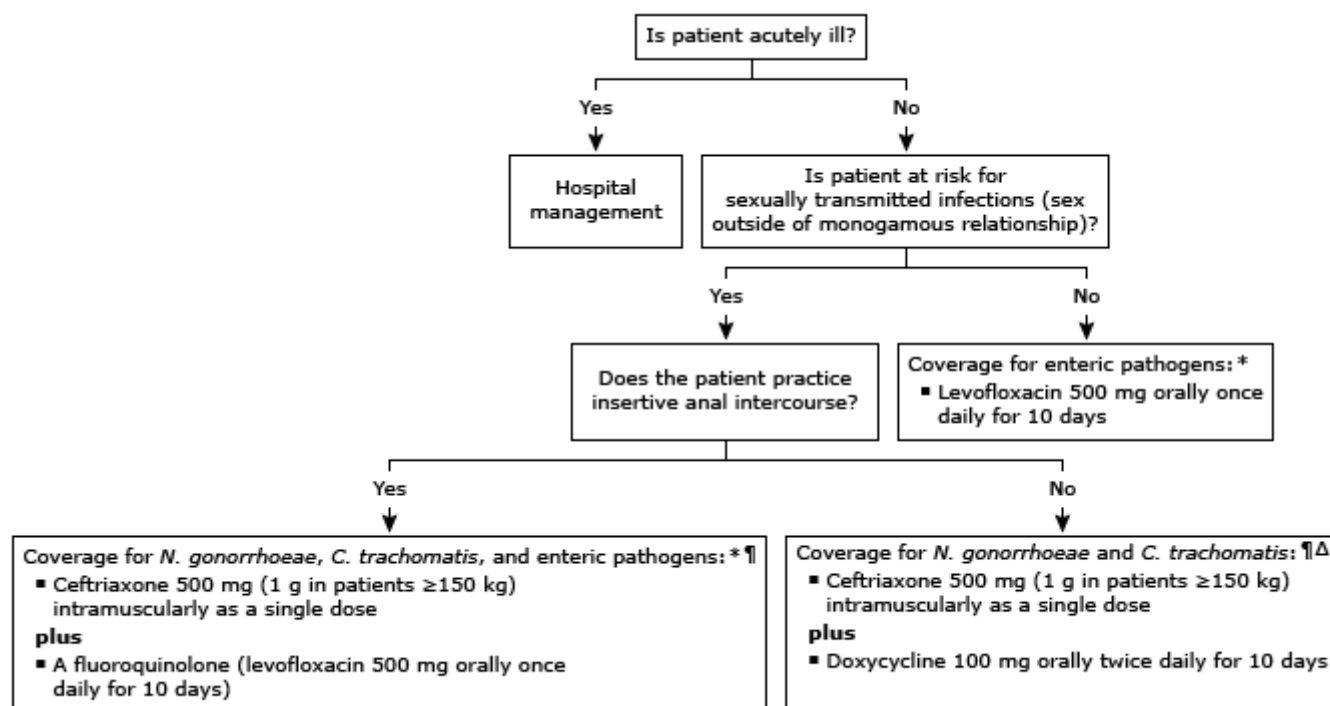 Is patient acutely ill?
Yes
No
Hospital
management
Is patient at risk for
sexually transmitted infections (sex
outside of monogamous relationship)?
Yes
No
Does the patient practice
insertive anal intercourse?
Coverage for enteric pathogens: *
▪ Levofloxacin 500 mg orally once
daily for 10 days
Yes
No
Coverage for N. gonorrhoeae, C. trachomatis, and enteric pathogens: * ¶
▪ Ceftriaxone 500 mg (1 g in patients ≥150 kg)
intramuscularly as a single dose
plus
▪ A fluoroquinolone (levofloxacin 500 mg orally once
daily for 10 days)
Coverage for N. gonorrhoeae and C. trachomatis: ¶Δ
▪ Ceftriaxone 500 mg (1 g in patients ≥150 kg)
intramuscularly as a single dose
plus
▪ Doxycycline 100 mg orally twice daily for 10 days